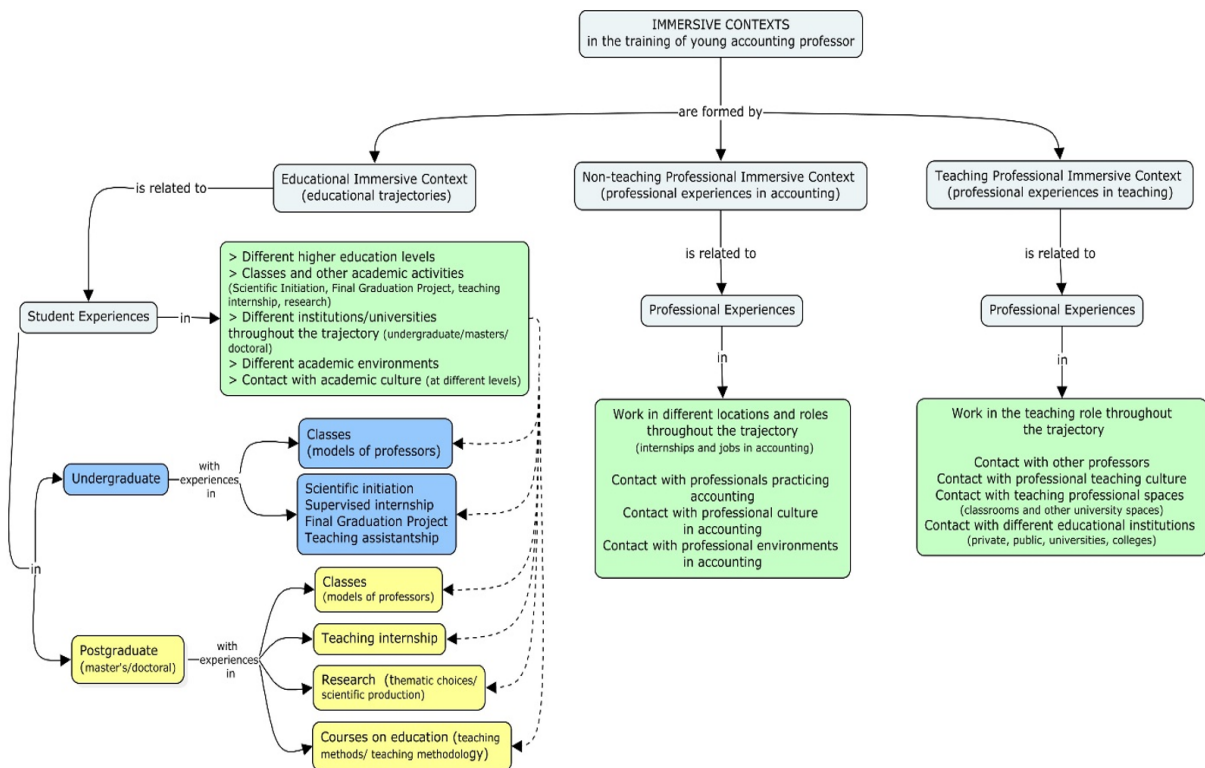 IMMERSIVE CONTEXTS
in the training of young accounting professor
are formed by
Educational Immersive Context
(educational trajectories)
Non-teaching Professional Immersive Context
(professional experiences in accounting)
Teaching Professional Immersive Context
(professional experiences in teaching)
is related to
is related to
is related to
Student Experiences
in
> Different higher education levels
> Classes and other academic activities
(Scientific Initiation, Final Graduation Project, teaching
internship, research)
> Different institutions/universities
throughout the trajectory (undergraduate/masters/
doctoral)
> Different academic environments
> Contact with academic culture (at different levels)
Professional Experiences
in
Work in different locations and roles
throughout the trajectory
(internships and jobs in accounting)
Contact with professionals practicing
accounting
Contact with professional culture
in accounting
Contact with professional environments
in accounting
Professional Experiences
in
Work in the teaching role throughout
the trajectory
Contact with other professors
Contact with professional teaching culture
Contact with teaching professional spaces
(classrooms and other university spaces)
Contact with different educational institutions
(private, public, universities, colleges)
in
Undergraduate
with
experiences
in
Classes
(models of professors)
Scientific initiation
Supervised internship
Final Graduation Project
Teaching assistantship
Postgraduate
(master's/doctoral)
with
experiences
in
Classes
(models of professors)
Teaching internship
Research (thematic choices/
scientific production)
Courses on education (teaching
methods/ teaching methodology)